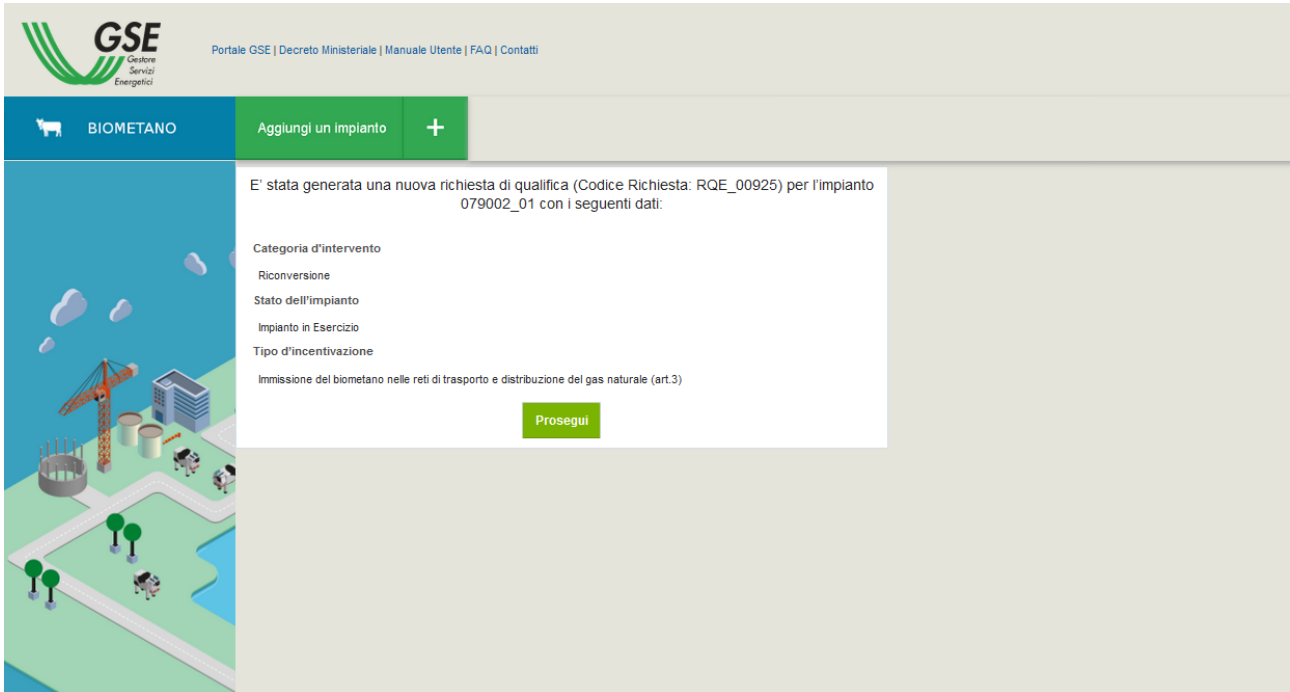 GSE
Gestore
Servizi
Energetici
Portale GSE | Decreto Ministeriale | Manuale Utente | FAQ | Contatti
BIOMETANO
Aggiungi un impianto +
E' stata generata una nuova richiesta di qualifica (Codice Richiesta: RQE_00925) per l'impianto
079002_01 con i seguenti dati:
Categoria d'intervento
Riconversione
Stato dell'impianto
Impianto in Esercizio
Tipo d'incentivazione
Immissione del biometano nelle reti di trasporto e distribuzione del gas naturale (art.3)
Prosegui